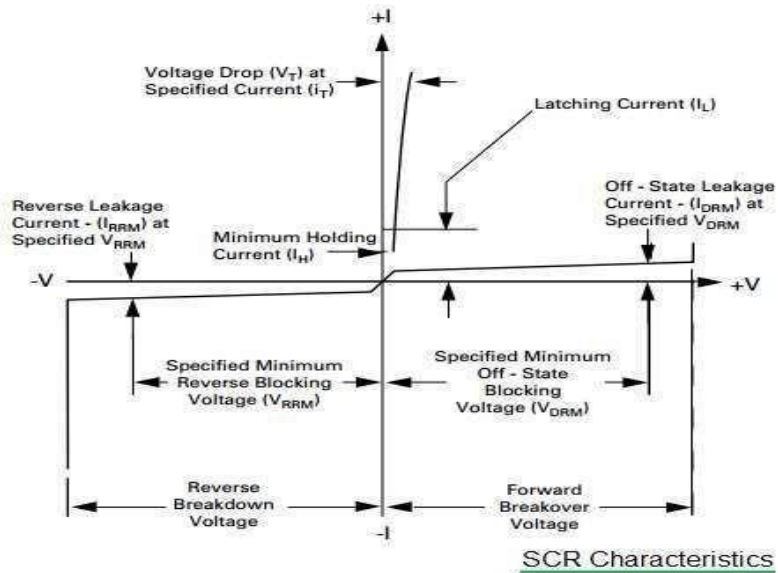 +I
Voltage Drop (VT) at
Specified Current (iT)
Latching Current (IL)
Reverse Leakage
Current - (IRRM) at
Specified VRRM
Off - State Leakage
Current - (IDRM) at
Specified VDRM
Minimum Holding
Current (IH)
-V
+V
Specified Minimum
Reverse Blocking
Voltage (VRRM)
Specified Minimum
Off - State
Blocking
Voltage (VDRM)
Reverse
Breakdown
Voltage
Forward
Breakover
Voltage
-I
SCR Characteristics